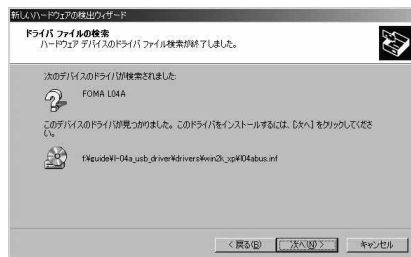 新しいハードウェアの検出ウィザード
ドライバ ファイルの検索
ハードウェア デバイスのドライバ ファイル検索が終了しました。
次のデバイスのドライバが検索されました:
FOMA L04A
このデバイスのドライバが見つかりました。このドライバをインストールするには、[次へ] をクリックしてくださ
い。
f:¥guide¥l-04a_usb_driver¥drivers¥win2k_xp¥l04abus.inf
< 戻る(B)
次へ(N) >
キャンセル